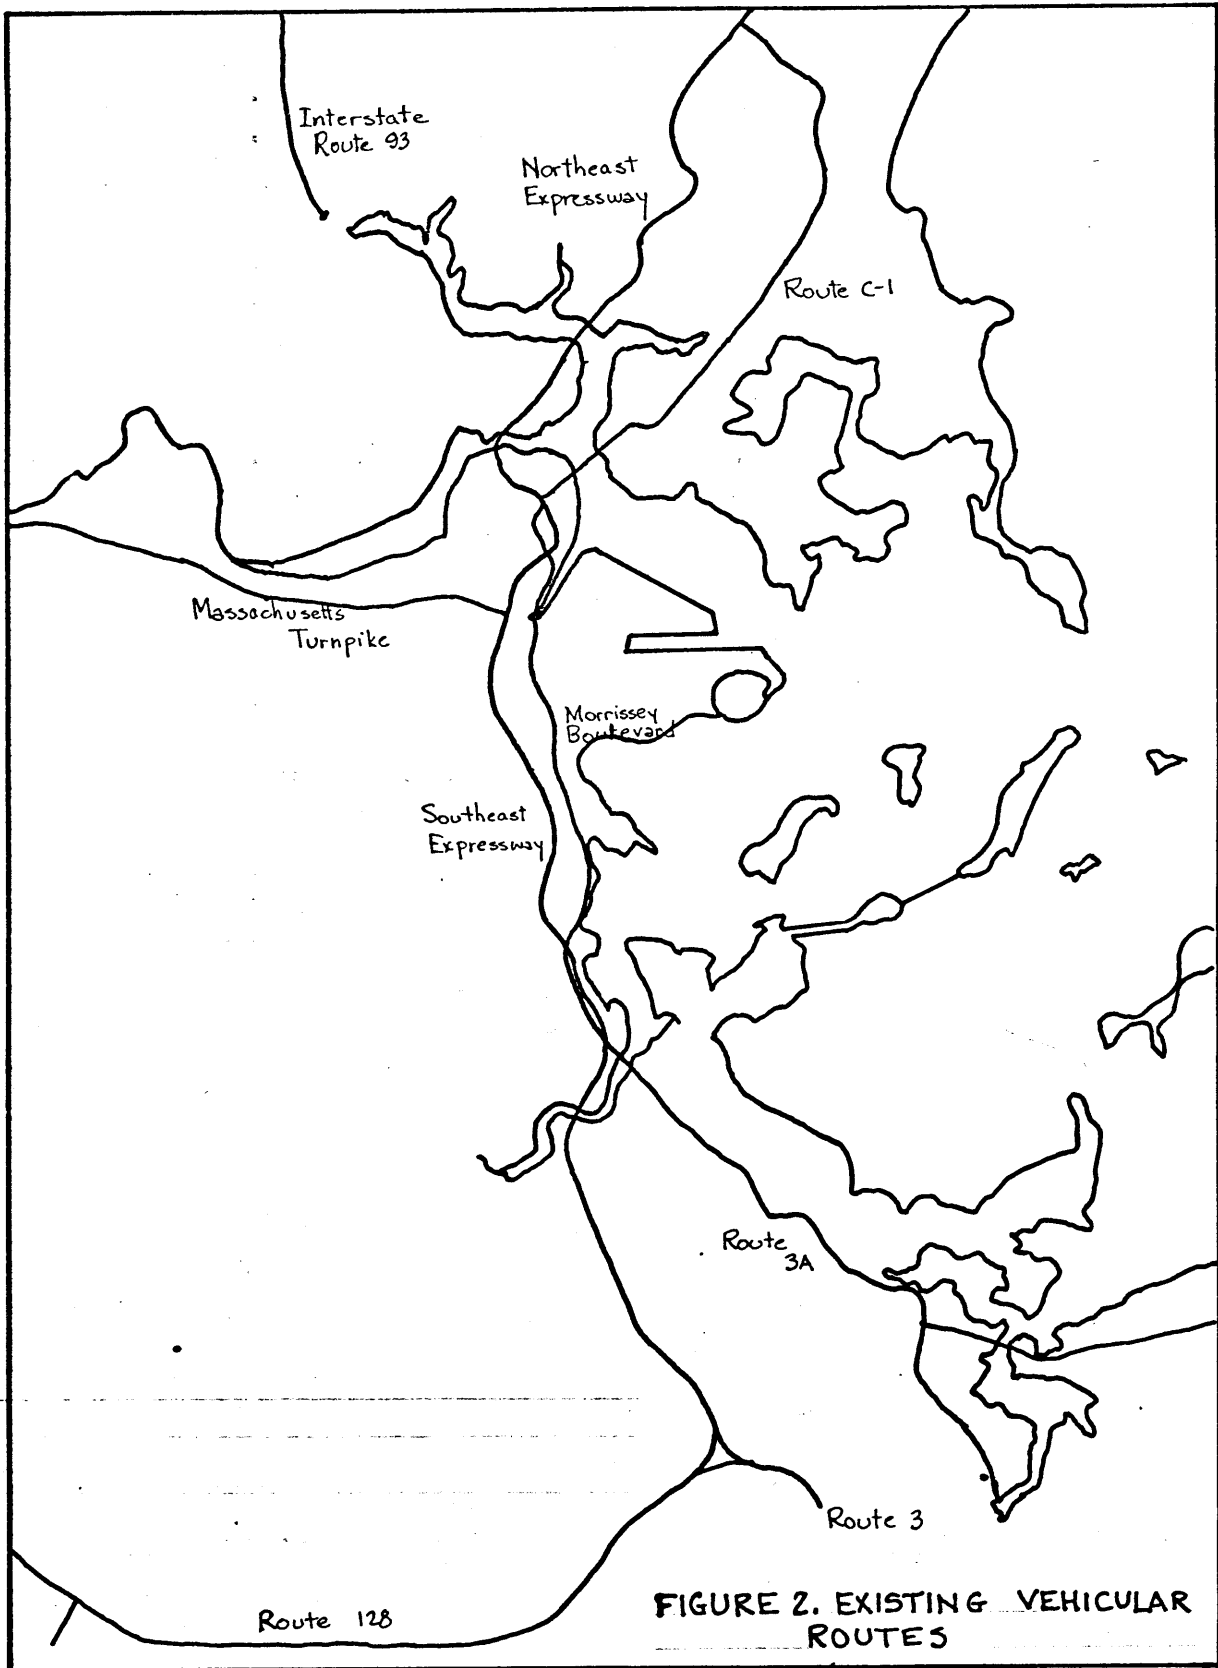 Interstate
Route 93
Northeast
Expressway
Route C-1
Massachusetts
Turnpike
Morrissey
Boulevard
Southeast
Expressway
Route
3A
Route 3
Route 128
FIGURE 2. EXISTING VEHICULAR
ROUTES